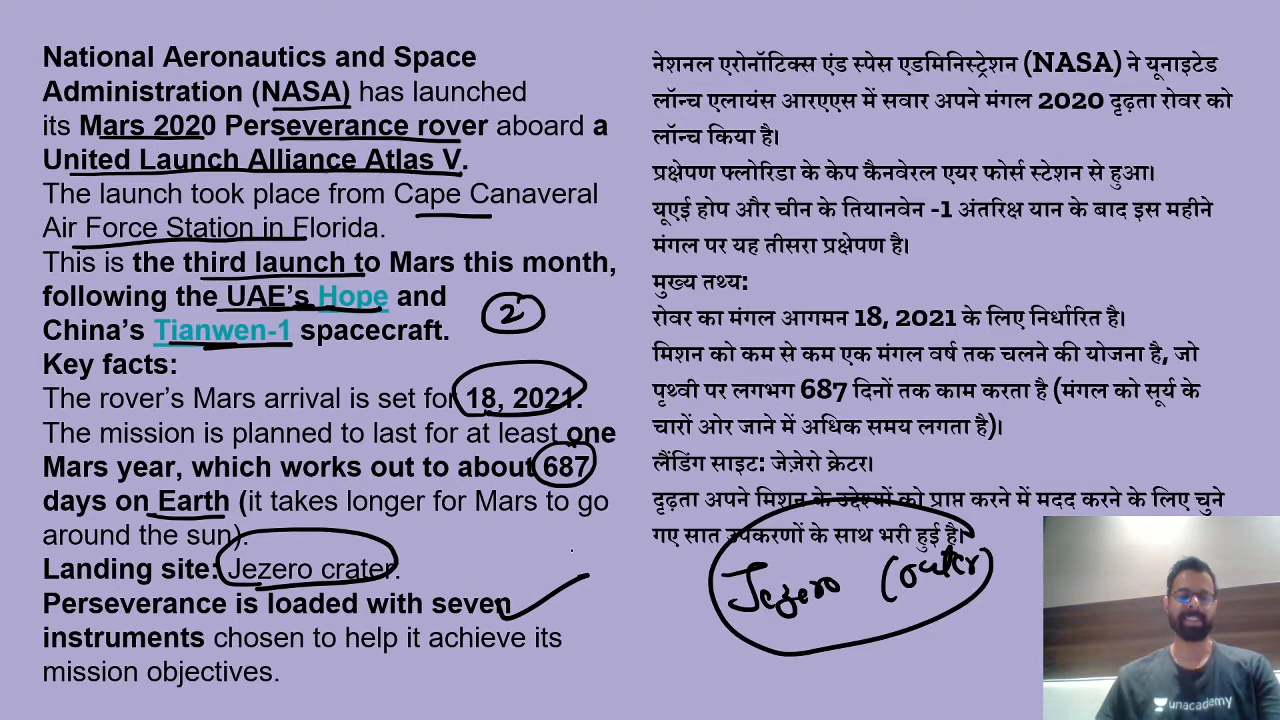 National Aeronautics and Space
Administration (NASA) has launched
its Mars 2020 Perseverance rover aboard a
United Launch Alliance Atlas V.
The launch took place from Cape Canaveral
Air Force Station in Florida.
This is the third launch to Mars this month,
following the UAE's Hope and
China's Tianwen-1 spacecraft.
Key facts:
The rover's Mars arrival is set for 18, 2021.
The mission is planned to last for at least one
Mars year, which works out to about 687
days on Earth (it takes longer for Mars to go
around the sun).
Landing site: Jezero crater.
Perseverance is loaded with seven
instruments chosen to help it achieve its
mission objectives.
2
नेशनल एरोनॉटिक्स एंड स्पेस एडमिनिस्ट्रेशन (NASA) ने यूनाइटेड
लॉन्च एलायंस आरएएस में सवार अपने मंगल 2020 दृढ़ता रोवर को
लॉन्च किया है।
प्रक्षेपण फ्लोरिडा के केप कैनवेरल एयर फोर्स स्टेशन से हुआ।
यूएई होप और चीन के तियानवेन -1 अंतरिक्ष यान के बाद इस महीने
मंगल पर यह तीसरा प्रक्षेपण है।
मुख्य तथ्य:
रोवर का मंगल आगमन 18, 2021 के लिए निर्धारित है।
मिशन को कम से कम एक मंगल वर्ष तक चलने की योजना है, जो
पृथ्वी पर लगभग 687 दिनों तक काम करता है (मंगल को सूर्य के
चारों ओर जाने में अधिक समय लगता है)।
लैंडिंग साइट: जेज़ेरो क्रेटर।
दृढ़ता अपने मिशन के उद्देश्यों को प्राप्त करने में मदद करने के लिए चुने
गए सात उपकरणों के साथ भरी हुई है।
Jezero Crater
unacademy